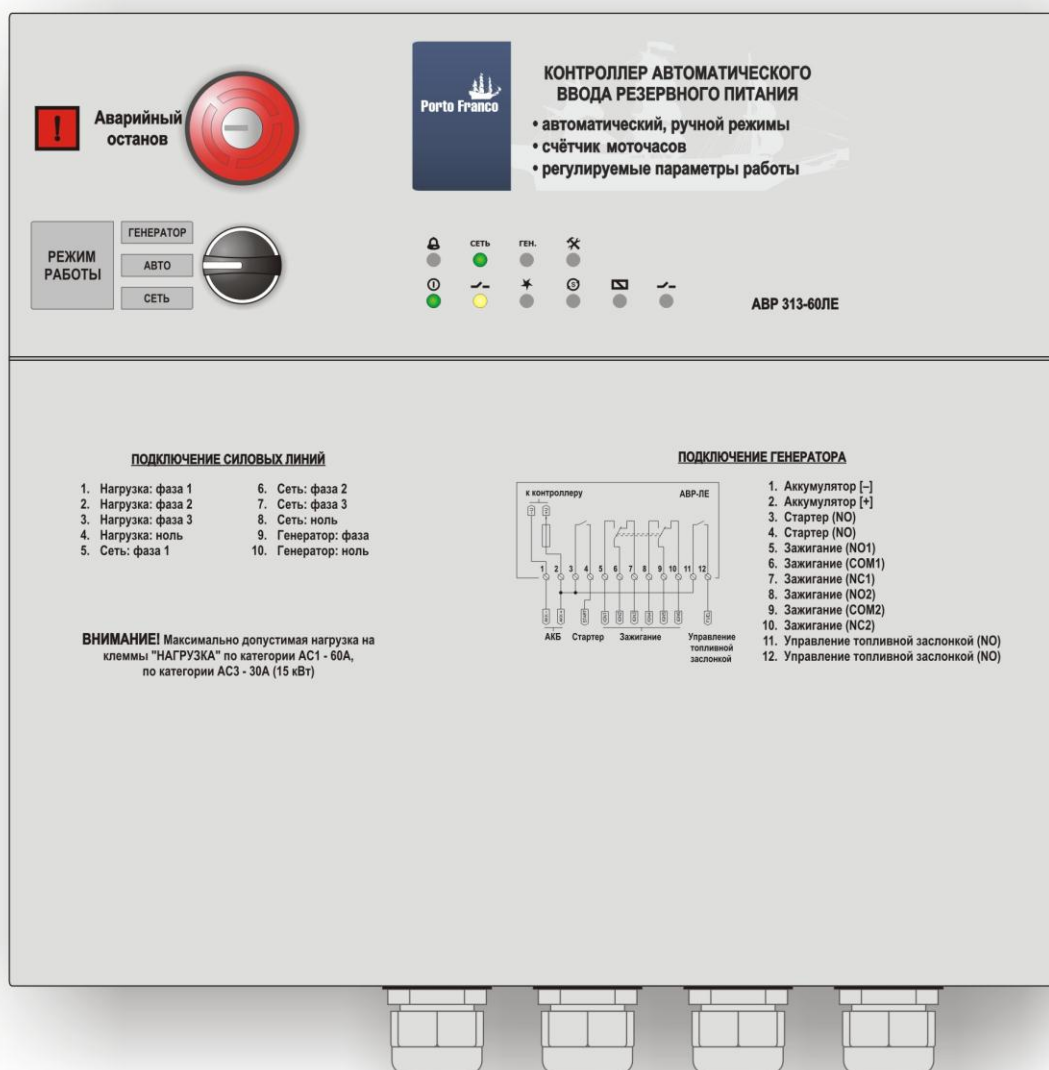 !
Аварийный
останов
Porto Franco
КОНТРОЛЛЕР АВТОМАТИЧЕСКОГО
ВВОДА РЕЗЕРВНОГО ПИТАНИЯ
• автоматический, ручной режимы
• счётчик моточасов
• регулируемые параметры работы
РЕЖИМ
РАБОТЫ
ГЕНЕРАТОР
АВТО
СЕТЬ
СЕТЬ
ГЕН.
АВР 313-60ЛЕ
ПОДКЛЮЧЕНИЕ СИЛОВЫХ ЛИНИЙ
1. Нагрузка: фаза 1
2. Нагрузка: фаза 2
3. Нагрузка: фаза 3
4. Нагрузка: ноль
5. Сеть: фаза 1
6. Сеть: фаза 2
7. Сеть: фаза 3
8. Сеть: ноль
9. Генератор: фаза
10. Генератор: ноль
ВНИМАНИЕ! Максимально допустимая нагрузка на
клеммы "НАГРУЗКА" по категории АС1 - 60А,
по категории АС3 - 30А (15 кВт)
ПОДКЛЮЧЕНИЕ ГЕНЕРАТОРА
к контроллеру
АВР-ЛЕ
1 2 3 4 5 6 7 8 9 10 11 12
АКБ
Стартер
Зажигание
Управление
топливной
заслонкой
1. Аккумулятор [–]
2. Аккумулятор [+]
3. Стартер (NO)
4. Стартер (NO)
5. Зажигание (NO1)
6. Зажигание (COM1)
7. Зажигание (NC1)
8. Зажигание (NO2)
9. Зажигание (COM2)
10. Зажигание (NC2)
11. Управление топливной заслонкой (NO)
12. Управление топливной заслонкой (NO)